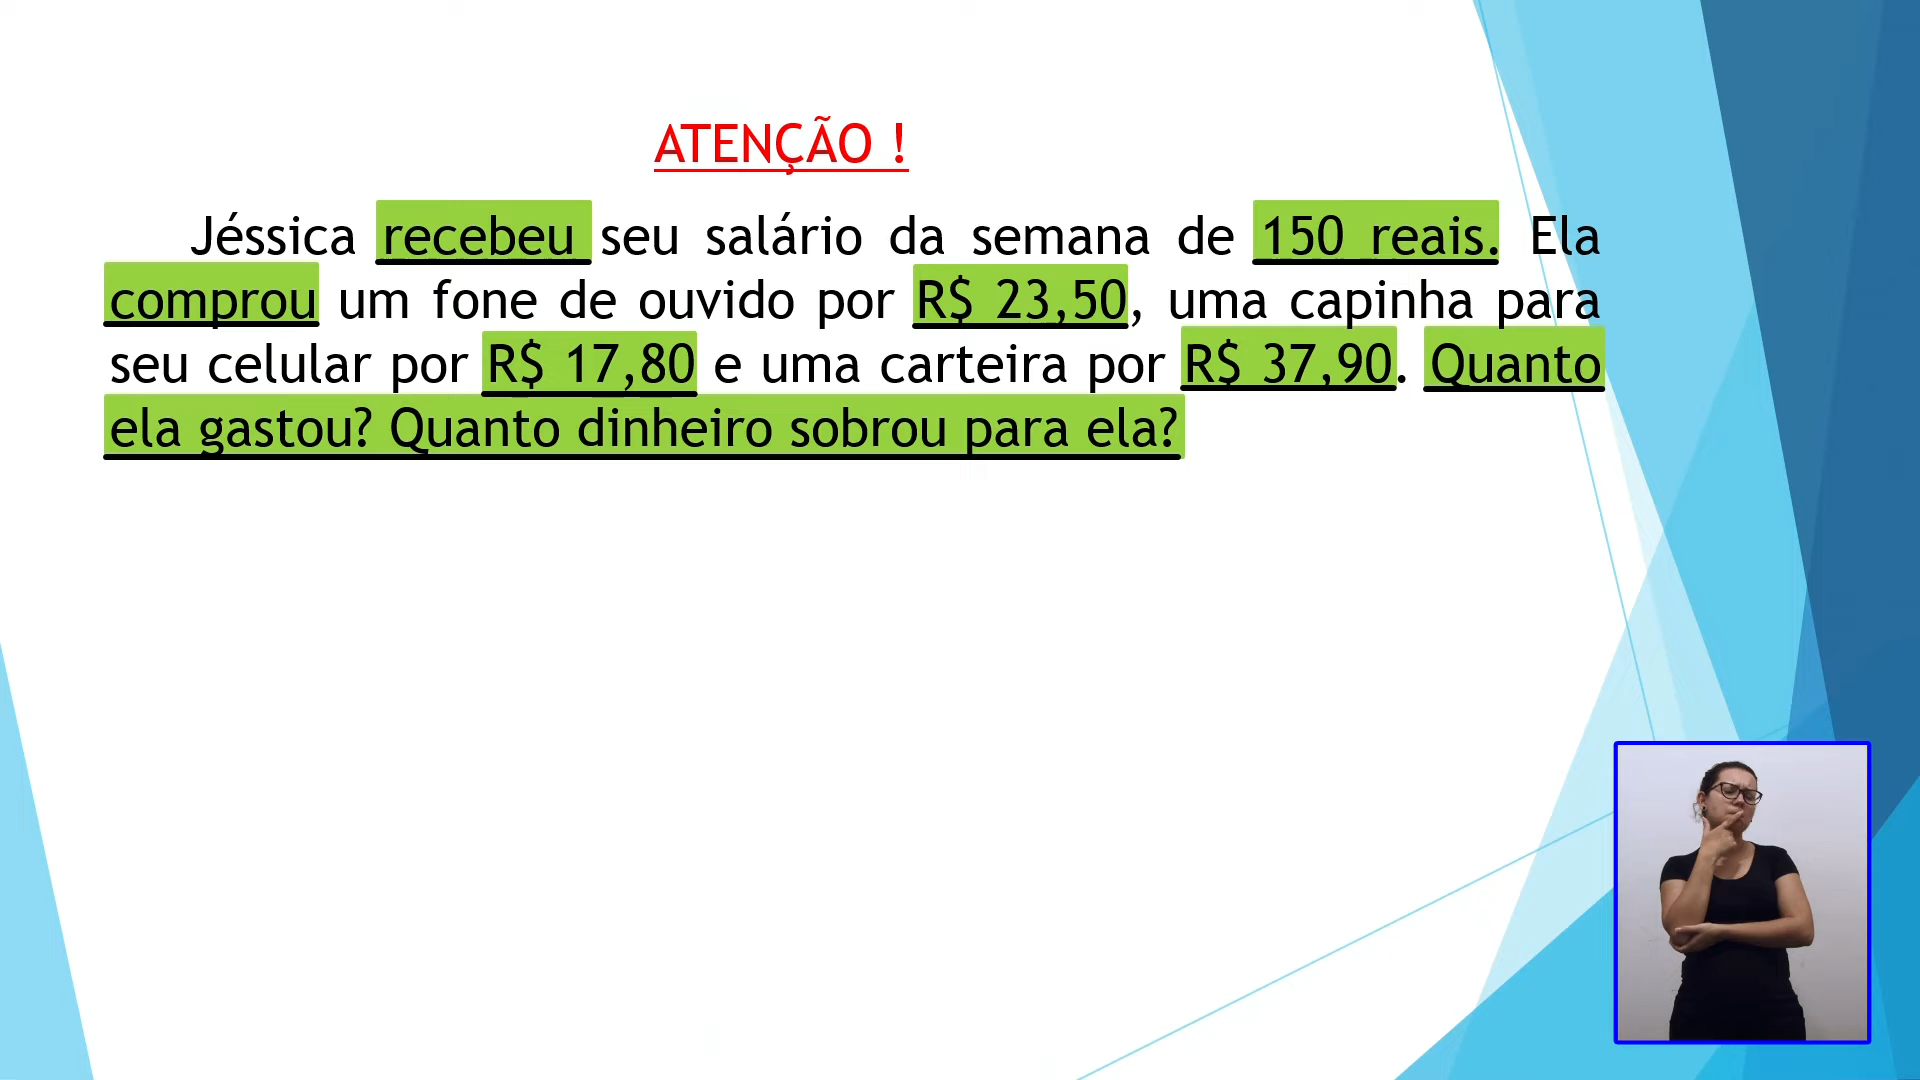 ATENÇÃO !
Jéssica recebeu seu salário da semana de 150 reais. Ela
comprou um fone de ouvido por R$ 23,50, uma capinha para
seu celular por R$ 17,80 e uma carteira por R$ 37,90. Quanto
ela gastou? Quanto dinheiro sobrou para ela?